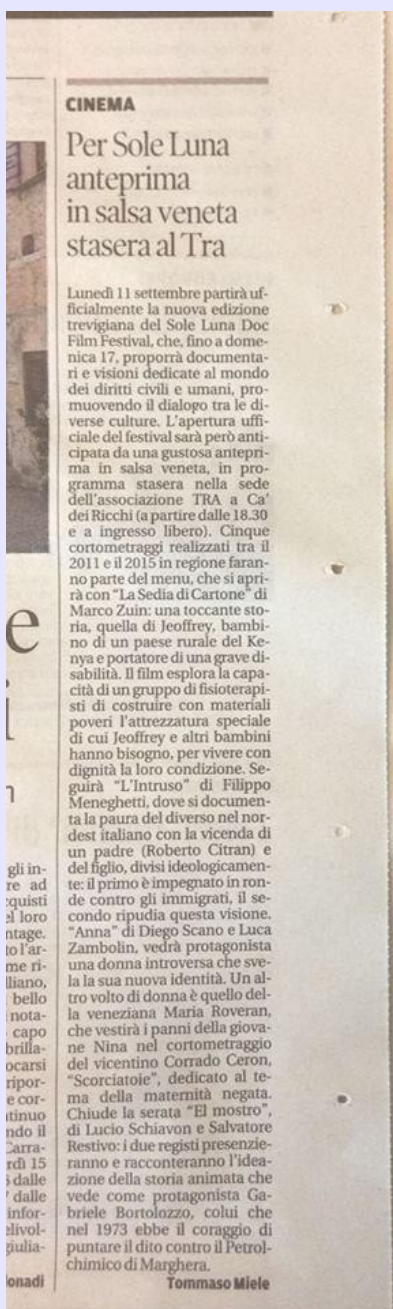 CINEMA
Per Sole Luna
anteprima
in salsa veneta
stasera al Tra
Lunedì 11 settembre partirà uf-
ficialmente la nuova edizione
trevigiana del Sole Luna Doc
Film Festival, che, fino a dome-
nica 17, proporrà documenta-
ri e visioni dedicate al mondo
dei diritti civili e umani, pro-
muovendo il dialogo tra le di-
verse culture. L'apertura uffi-
ciale del festival sarà però anti-
cipata da una gustosa antepri-
ma in salsa veneta, in pro-
gramma stasera nella sede
dell'associazione TRA a Ca'
dei Ricchi (a partire dalle 18.30
e a ingresso libero). Cinque
cortometraggi realizzati tra il
2011 e il 2015 in regione faran-
no parte del menu, che si apri-
rà con "La Sedia di Cartone" di
Marco Zuin: una toccante sto-
ria, quella di Jeoffrey, bambi-
no di un paese rurale del Ke-
nya e portatore di una grave di-
sabilità. Il film esplora la capa-
cità di un gruppo di fisioterapi-
sti di costruire con materiali
poveri l'attrezzatura speciale
di cui Jeoffrey e altri bambini
hanno bisogno, per vivere con
dignità la loro condizione. Se-
guirà "L'Intruso" di Filippo
Meneghetti, dove si documen-
ta la paura del diverso nel nor-
dest italiano con la vicenda di
un padre (Roberto Citran) e
del figlio, divisi ideologicamen-
te: il primo è impegnato in ron-
de contro gli immigrati, il se-
condo ripudia questa visione.
"Anna" di Diego Scano e Luca
Zambolin, vedrà protagonista
una donna introversa che sve-
la la sua nuova identità. Un al-
tro volto di donna è quello del-
la veneziana Maria Roveran,
che vestirà i panni della giova-
ne Nina nel cortometraggio
del vicentino Corrado Ceron,
"Scorciatoie", dedicato al te-
ma della maternità negata.
Chiude la serata "El mostro",
di Lucio Schiavon e Salvatore
Restivo: i due registi presenzie-
ranno e racconteranno l'idea-
zione della storia animata che
vede come protagonista Ga-
briele Bortolozzo, colui che
nel 1973 ebbe il coraggio di
puntare il dito contro il Petrol-
chimico di Marghera.
Tommaso Miele